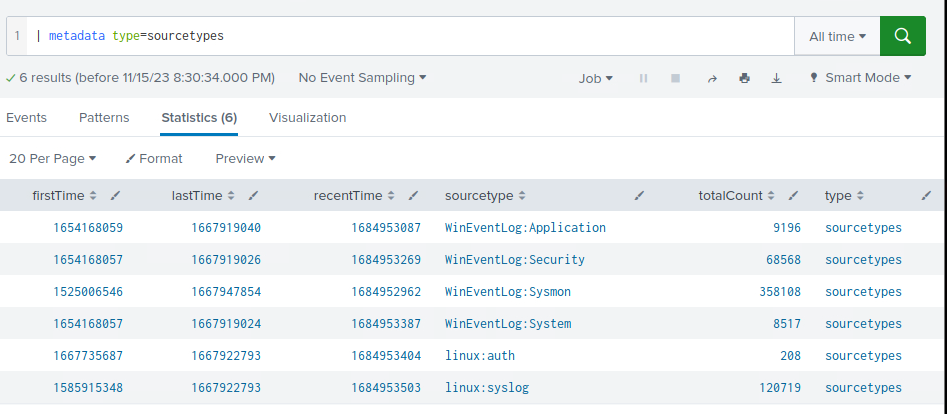 1 | metadata type=sourcetypes All time
6 results (before 11/15/23 8:30:34.000 PM) No Event Sampling Job Smart Mode
Events Patterns Statistics (6) Visualization
20 Per Page Format Preview
firstTime lastTime recentTime sourcetype totalCount type
1654168059 1667919040 1684953087 WinEventLog:Application 9196 sourcetypes
1654168057 1667919026 1684953269 WinEventLog:Security 68568 sourcetypes
1525006546 1667947854 1684952962 WinEventLog:Sysmon 358108 sourcetypes
1654168057 1667919024 1684953387 WinEventLog:System 8517 sourcetypes
1667735687 1667922793 1684953404 linux:auth 208 sourcetypes
1585915348 1667922793 1684953503 linux:syslog 120719 sourcetypes